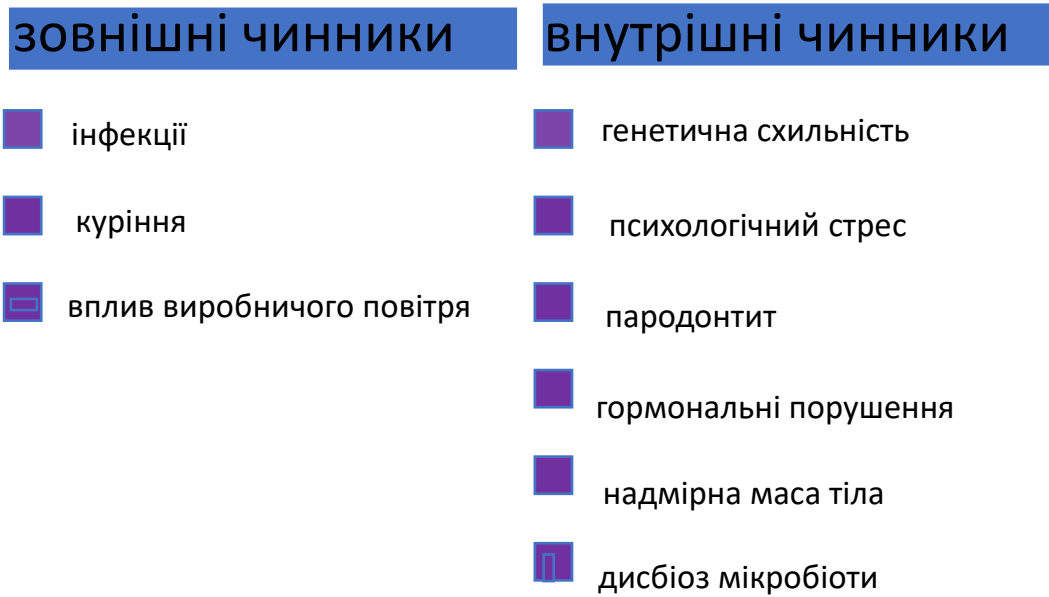 зовнішні чинники
інфекції
куріння
вплив виробничого повітря
внутрішні чинники
генетична схильність
психологічний стрес
пародонтит
гормональні порушення
надмірна маса тіла
дисбіоз мікробіоти